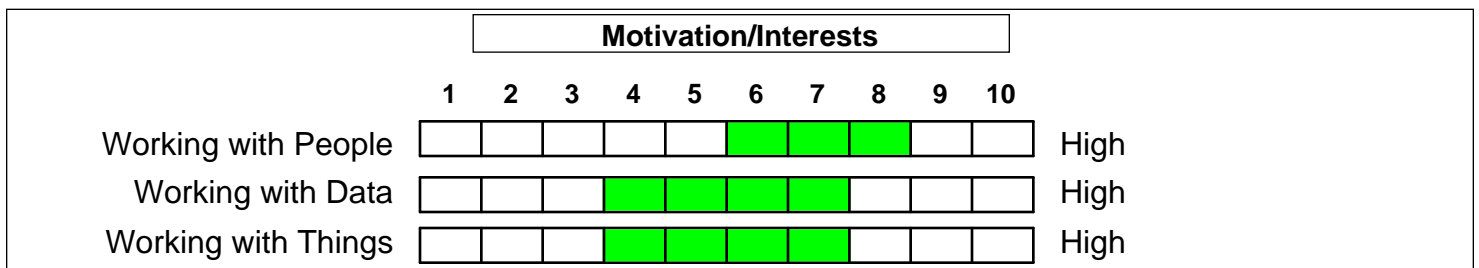 Motivation/Interests
1 2 3 4 5 6 7 8 9 10
Working with People High
Working with Data High
Working with Things High